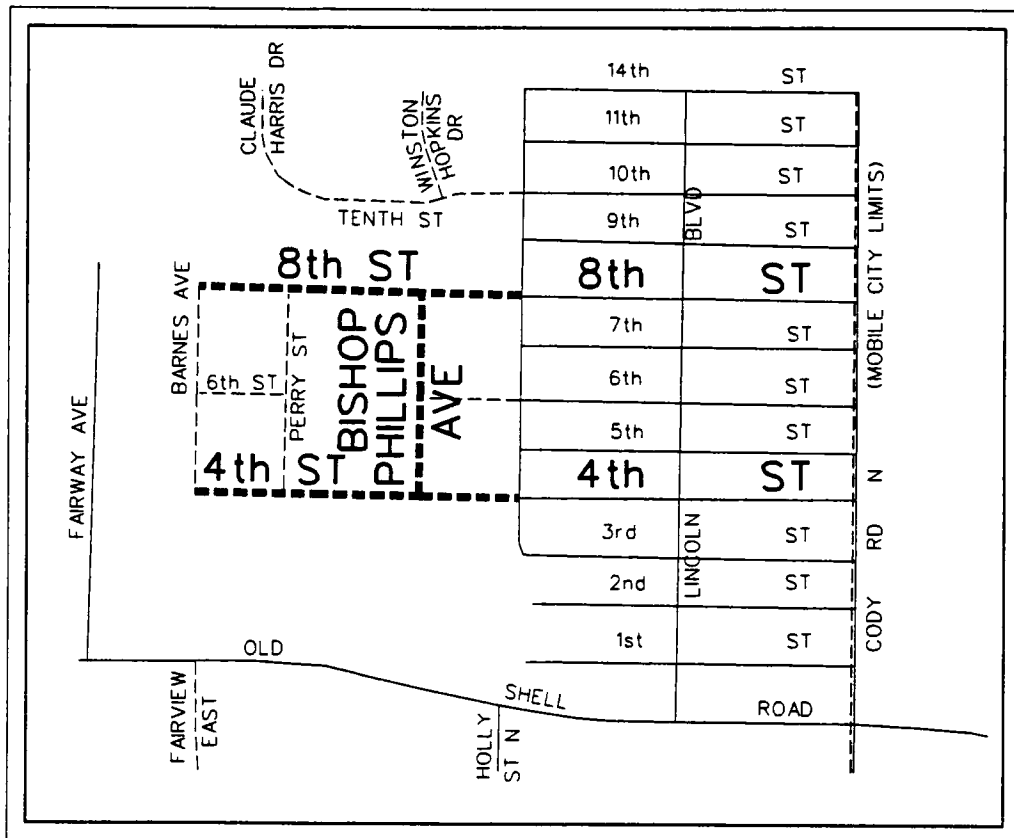 CLAUDE
HARRIS DR
WINSTON
HOPKINS
DR
TENTH ST
14th ST
11th ST
10th ST
9th ST
BLVD
8th ST
8th ST
7th ST
6th ST
5th ST
4th ST
3rd ST
2nd ST
1st ST
LINCOLN
(MOBILE CITY LIMITS)
CODY RD N
BARNES AVE
6th ST
PERRY ST
BISHOP
PHILLIPS
AVE
4th ST
FAIRWAY AVE
OLD SHELL ROAD
FAIRVIEW
EAST
HOLLY
ST N